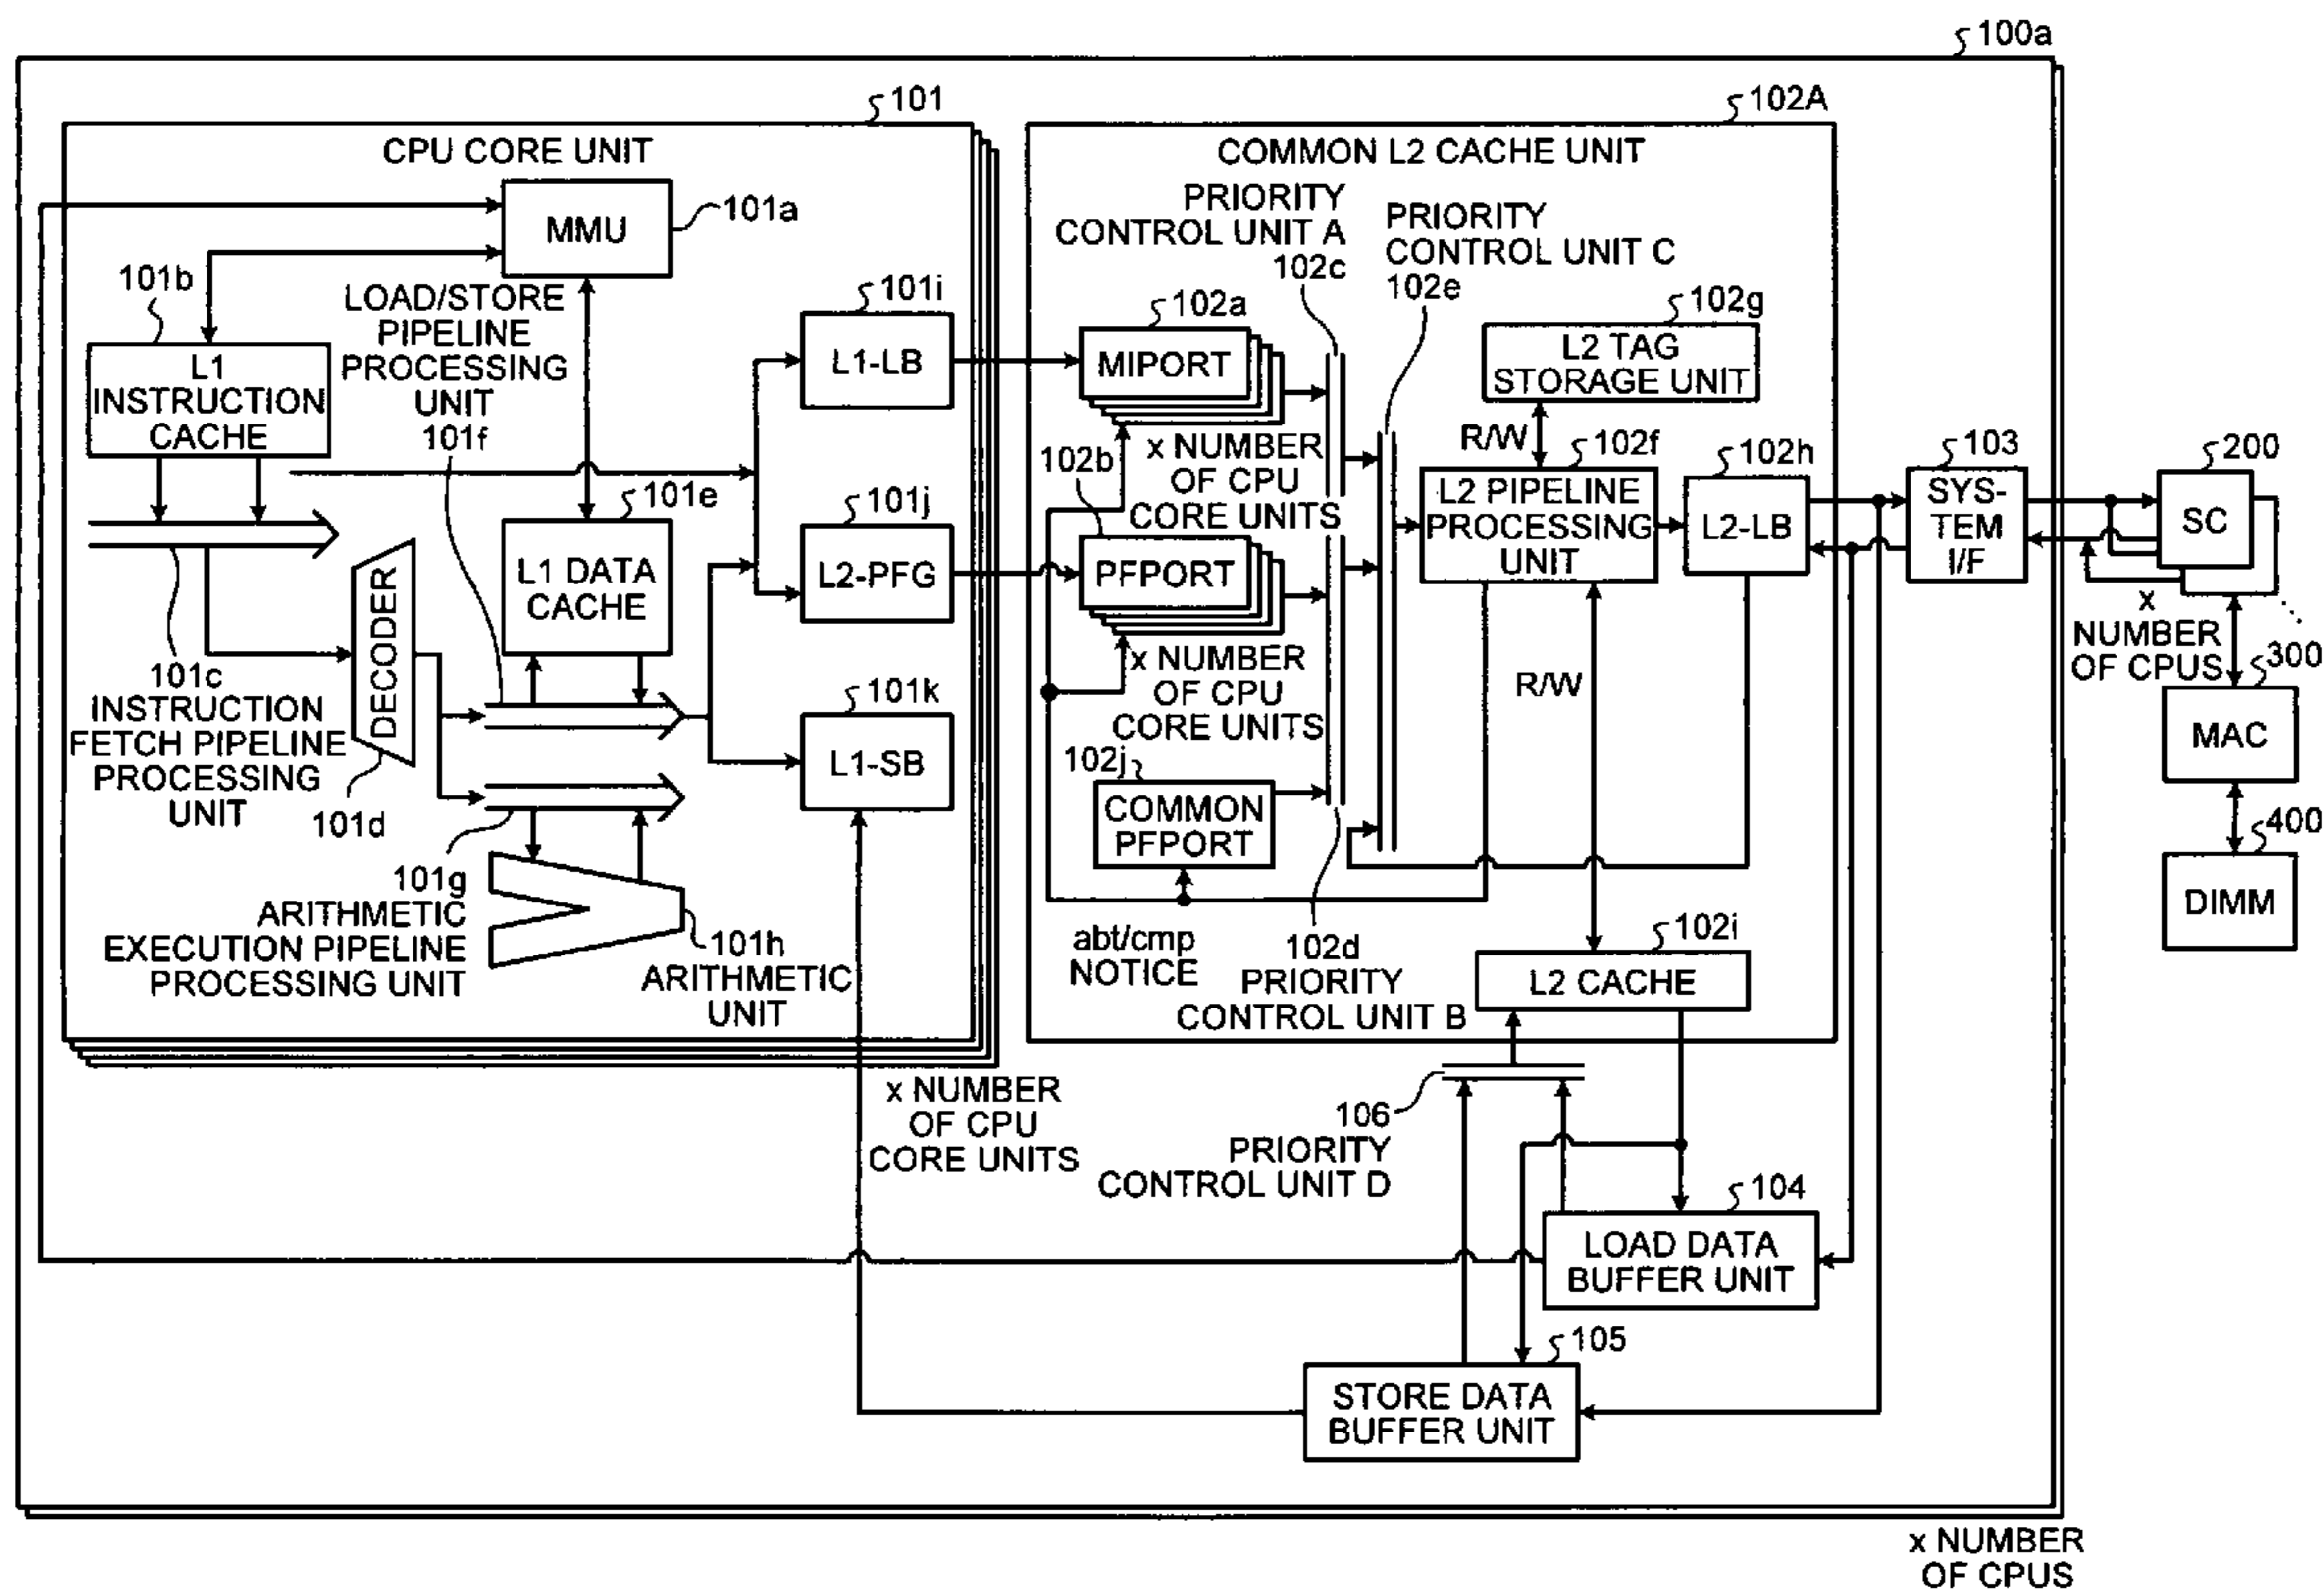 100a
101
CPU CORE UNIT
MMU
101a
101b
L1
INSTRUCTION
CACHE
LOAD/STORE
PIPELINE
PROCESSING
UNIT
101f
101i
L1-LB
101e
L1 DATA
CACHE
101j
L2-PFG
101c
INSTRUCTION
FETCH PIPELINE
PROCESSING
UNIT
DECODER
101d
101k
L1-SB
101g
ARITHMETIC
EXECUTION PIPELINE
PROCESSING UNIT
101h
ARITHMETIC
UNIT
x NUMBER
OF CPU
CORE UNITS
102A
COMMON L2 CACHE UNIT
PRIORITY
CONTROL UNIT A
102c
PRIORITY
CONTROL UNIT C
102e
102a
MIPORT
x NUMBER
OF CPU
CORE UNITS
102b
PFPORT
x NUMBER
OF CPU
CORE UNITS
102j
COMMON
PFPORT
abt/cmp
NOTICE
102d
PRIORITY
CONTROL UNIT B
102g
L2 TAG
STORAGE UNIT
R/W
102f
L2 PIPELINE
PROCESSING
UNIT
102h
L2-LB
R/W
102i
L2 CACHE
103
SYS-
TEM
I/F
200
SC
x
NUMBER
OF CPUS
300
MAC
400
DIMM
106
PRIORITY
CONTROL UNIT D
104
LOAD DATA
BUFFER UNIT
105
STORE DATA
BUFFER UNIT
x NUMBER
OF CPUS